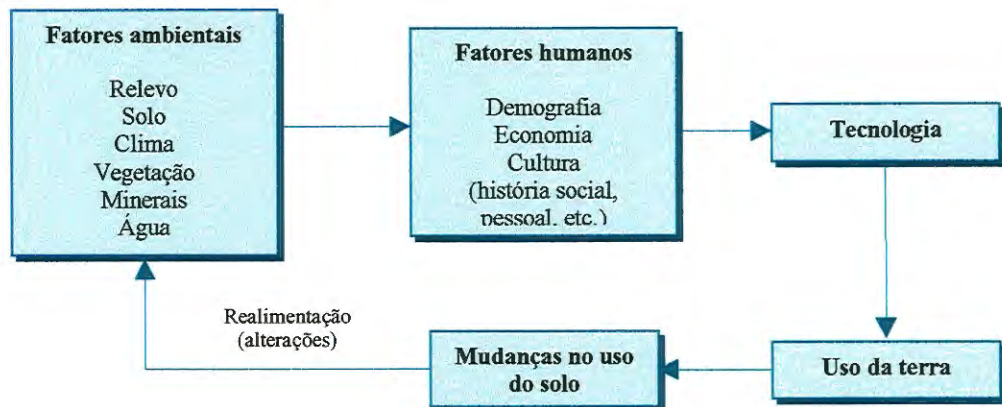 Fatores ambientais
Relevo
Solo
Clima
Vegetação
Minerais
Água
Fatores humanos
Demografia
Economia
Cultura
(história social,
pessoal, etc.)
Tecnologia
Uso da terra
Mudanças no uso
do solo
Realimentação
(alterações)